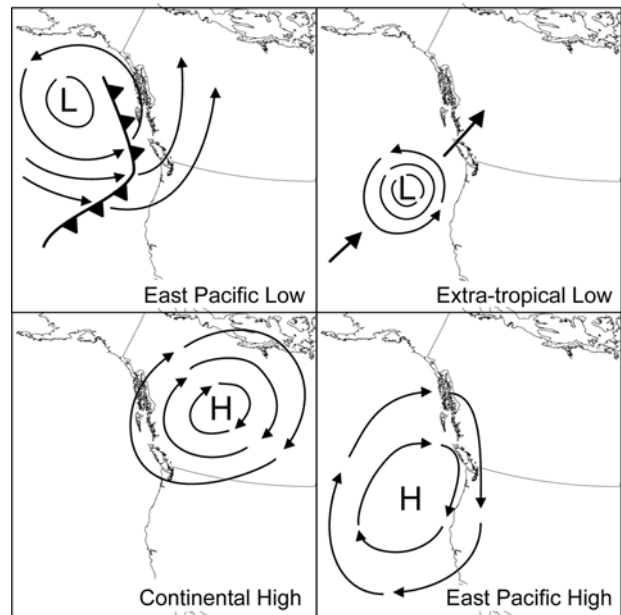 L
East Pacific Low
L
Extra-tropical Low
H
Continental High
H
East Pacific High